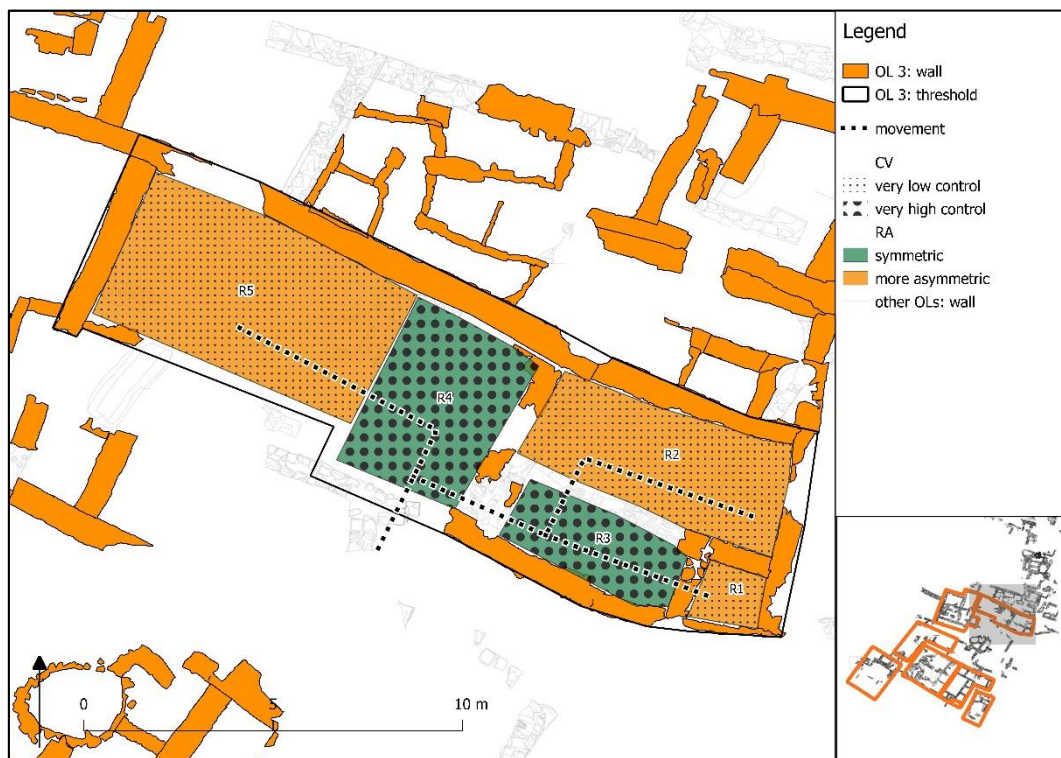 Legend
OL 3: wall
OL 3: threshold
movement
CV
very low control
very high control
RA
symmetric
more asymmetric
other OLs: wall
R5
R4
R2
R3
R1
0 5 10 m